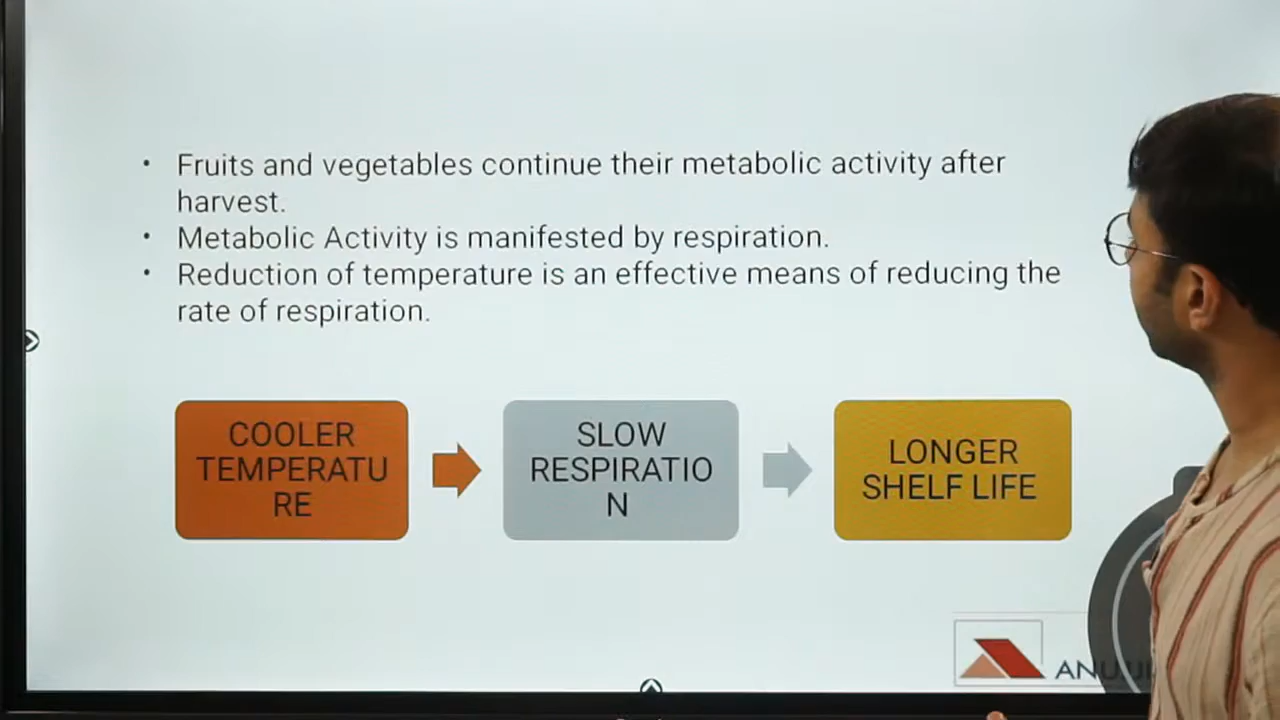 • Fruits and vegetables continue their metabolic activity after
harvest.
• Metabolic Activity is manifested by respiration.
• Reduction of temperature is an effective means of reducing the
rate of respiration.
COOLER
TEMPERATU
RE
SLOW
RESPIRATIO
N
LONGER
SHELF LIFE